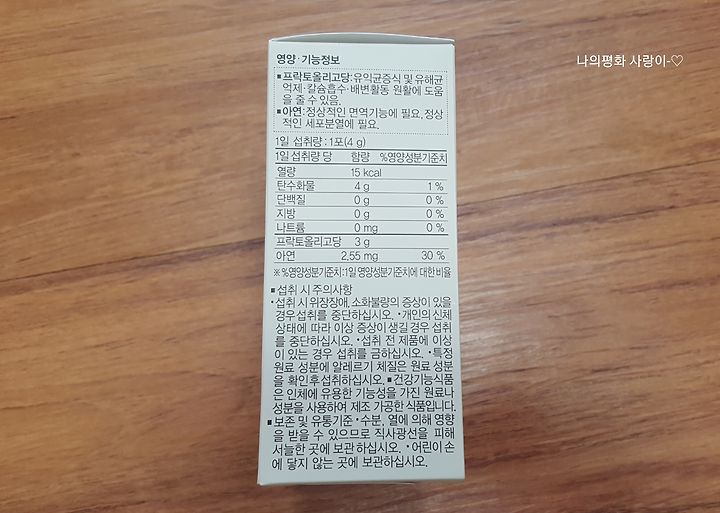 나의평화 사랑이-♡
영양·기능정보
■프락토올리고당:유익균증식 및 유해균
억제·칼슘흡수·배변활동 원활에 도움
을 줄 수 있음.
■아연:정상적인 면역기능에 필요, 정상
적인 세포분열에 필요.
1일 섭취량 : 1포(4 g)
1일 섭취량 당 함량 %영양성분기준치
열량 15 kcal
탄수화물 4 g 1 %
단백질 0 g 0 %
지방 0 g 0 %
나트륨 0 mg 0 %
프락토올리고당 3 g
아연 2.55 mg 30 %
※ %영양성분기준치:1일 영양성분기준치에 대한 비율
■ 섭취 시 주의사항
•섭취 시 위장장애, 소화불량의 증상이 있을
경우 섭취를 중단하십시오. •개인의 신체
상태에 따라 이상 증상이 생길 경우 섭취
를 중단하십시오. •섭취 전 제품에 이상
이 있는 경우 섭취를 금하십시오. •특정
원료 성분에 알레르기 체질은 원료 성분
을 확인 후 섭취하십시오. ■건강기능식품
은 인체에 유용한 기능성을 가진 원료나
성분을 사용하여 제조 가공한 식품입니다.
■보존 및 유통기준 •수분, 열에 의해 영향
을 받을 수 있으므로 직사광선을 피해
서늘한 곳에 보관하십시오. •어린이 손
에 닿지 않는 곳에 보관하십시오.